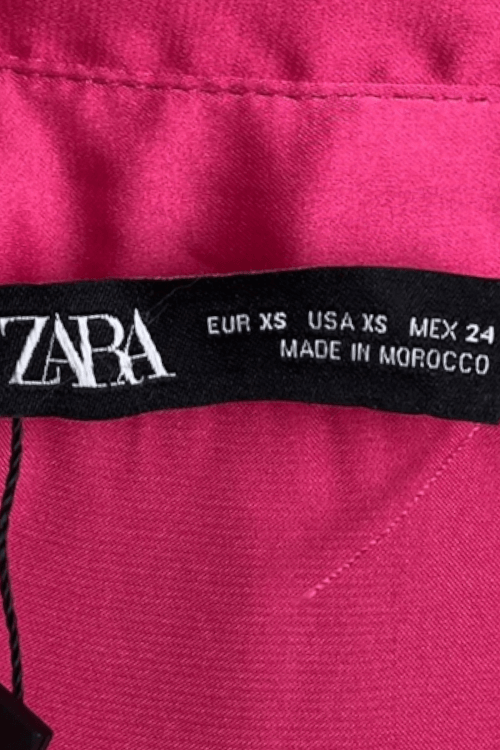 ZARA
EUR XS USA XS MEX 24
MADE IN MOROCCO